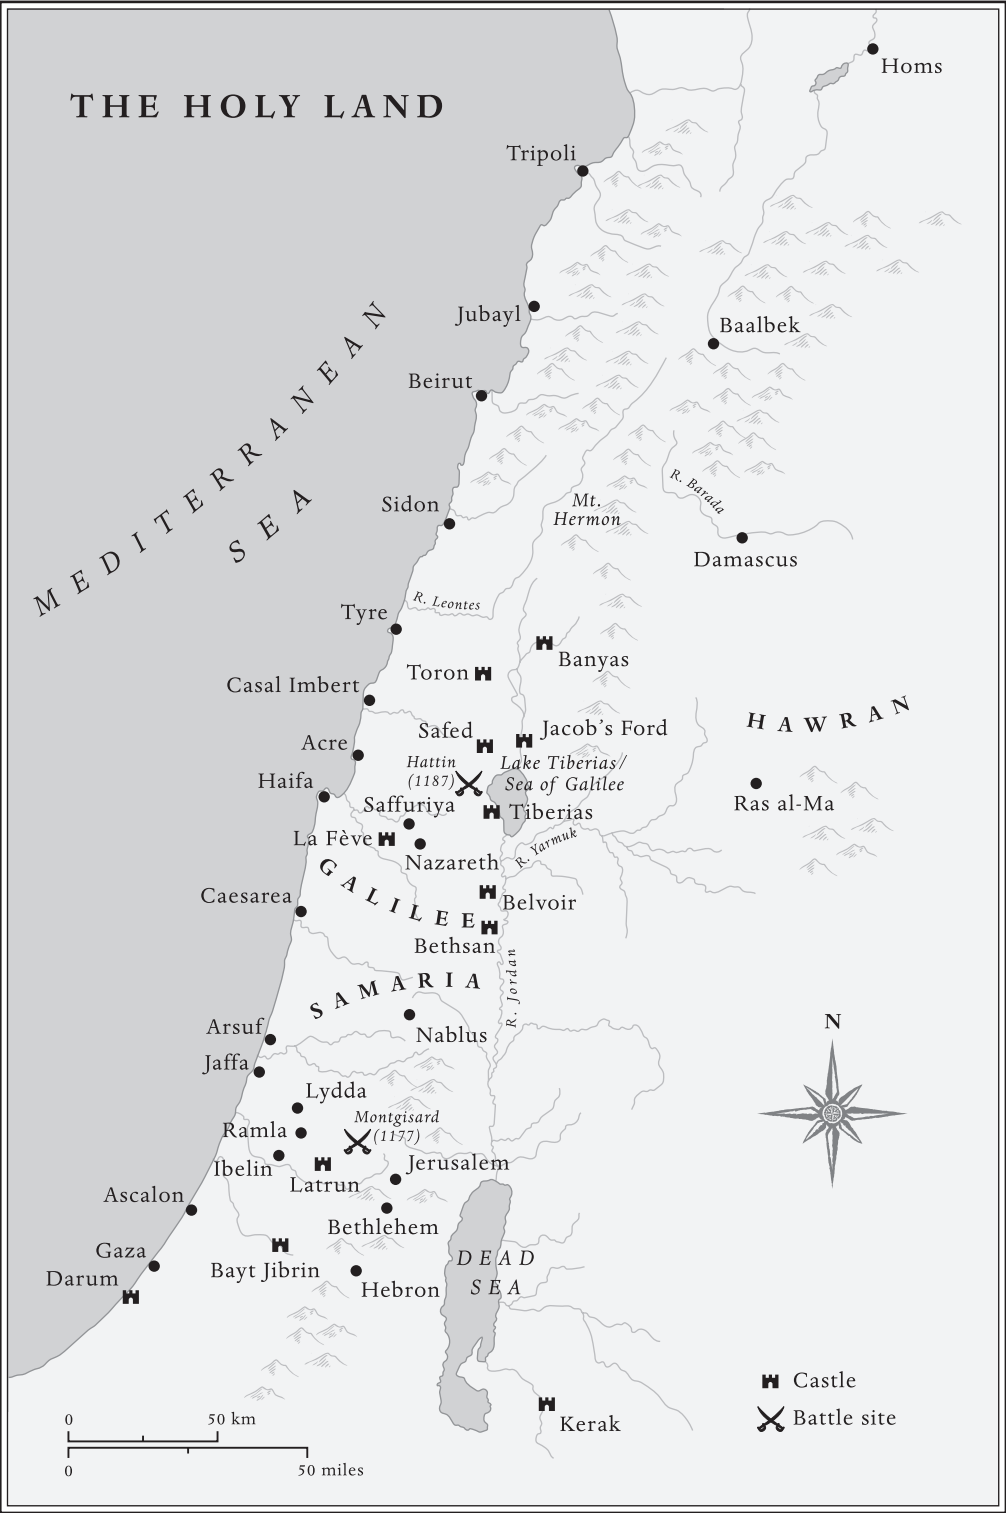 THE HOLY LAND
Homs
Tripoli
Jubayl
Baalbek
Beirut
MEDITERRANEAN
SEA
R. Barada
Sidon
Mt.
Hermon
Damascus
R. Leontes
Tyre
Banyas
Toron
Casal Imbert
HAWRAN
Safed
Jacob's Ford
Acre
Hattin
(1187)
Lake Tiberias/
Sea of Galilee
Haifa
Ras al-Ma
Saffuriya
Tiberias
La Fève
R. Yarmuk
Nazareth
GALILEE
Caesarea
Belvoir
Bethsan
R. Jordan
SAMARIA
Arsuf
Nablus
N
Jaffa
Lydda
Montgisard
(1177)
Ramla
Ibelin
Jerusalem
Latrun
Ascalon
Bethlehem
Gaza
DEAD
SEA
Bayt Jibrin
Darum
Hebron
Castle
Battle site
Kerak
0 50 km
0 50 miles